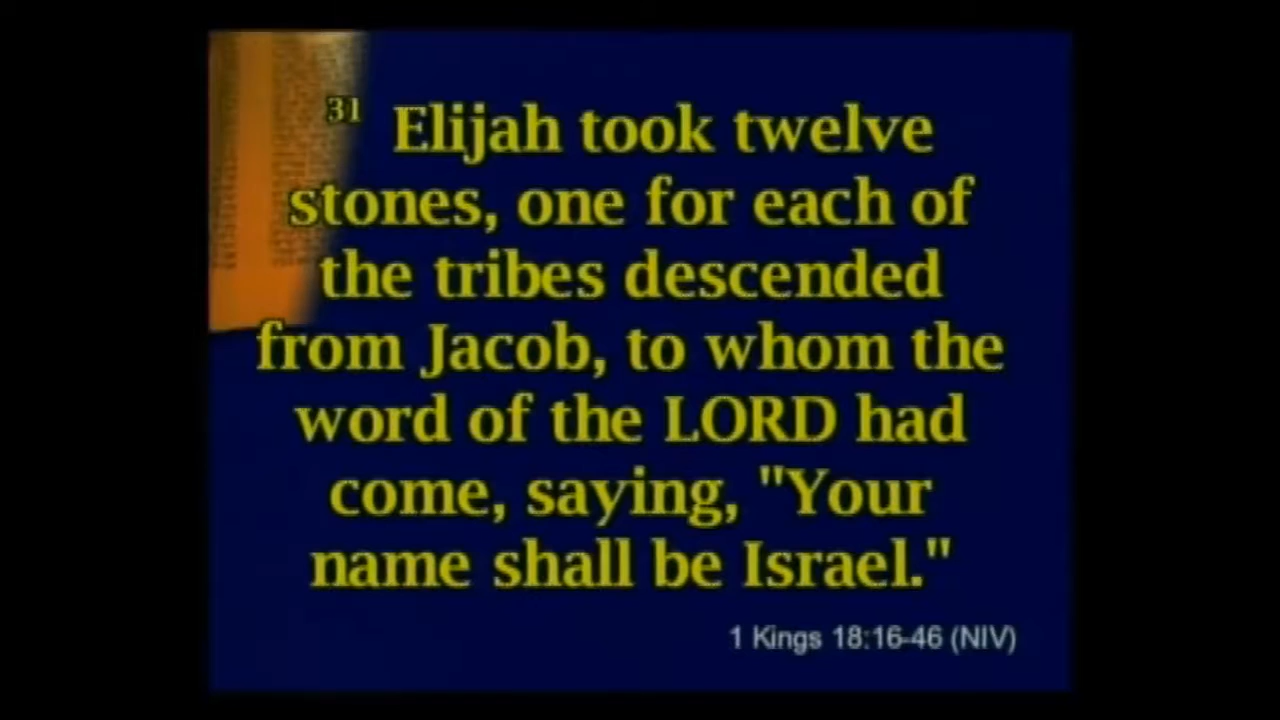 31 Elijah took twelve
stones, one for each of
the tribes descended
from Jacob, to whom the
word of the LORD had
come, saying, "Your
name shall be Israel."
1 Kings 18:16-46 (NIV)